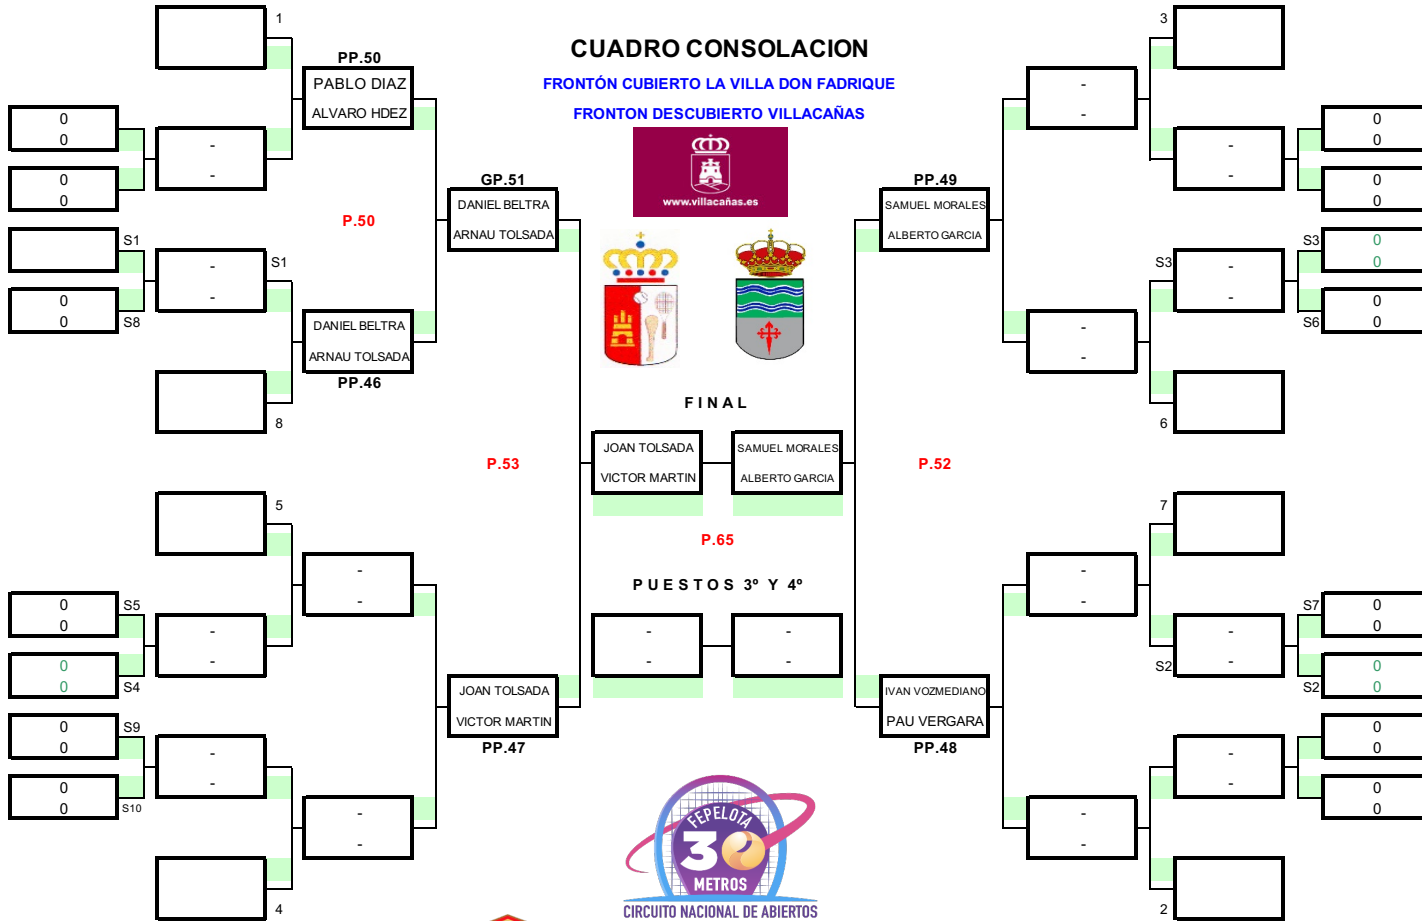 CUADRO CONSOLACION
FRONTÓN CUBIERTO LA VILLA DON FADRIQUE
FRONTON DESCUBIERTO VILLACAÑAS
www.villacañas.es
1
PP.50
PABLO DIAZ
ALVARO HDEZ
0
0
-
-
0
0
P.50
GP.51
DANIEL BELTRA
ARNAU TOLSADA
S1
-
-
S1
0
0
S8
DANIEL BELTRA
ARNAU TOLSADA
PP.46
8
P.53
5
-
-
0
0
S5
-
-
0
0
S4
JOAN TOLSADA
VICTOR MARTIN
PP.47
0
0
S9
-
-
0
0
S10
-
-
4
FINAL
JOAN TOLSADA
VICTOR MARTIN
SAMUEL MORALES
ALBERTO GARCIA
P.65
PUESTOS 3º Y 4º
-
-
-
-
3
-
-
0
0
-
-
0
0
PP.49
SAMUEL MORALES
ALBERTO GARCIA
S3
0
0
S3
-
-
0
0
S6
-
-
6
P.52
7
-
-
S7
0
0
-
-
S2
S2
0
0
IVAN VOZMEDIANO
PAU VERGARA
PP.48
0
0
-
-
0
0
-
-
2
FEPELOTA
30
METROS
CIRCUITO NACIONAL DE ABIERTOS